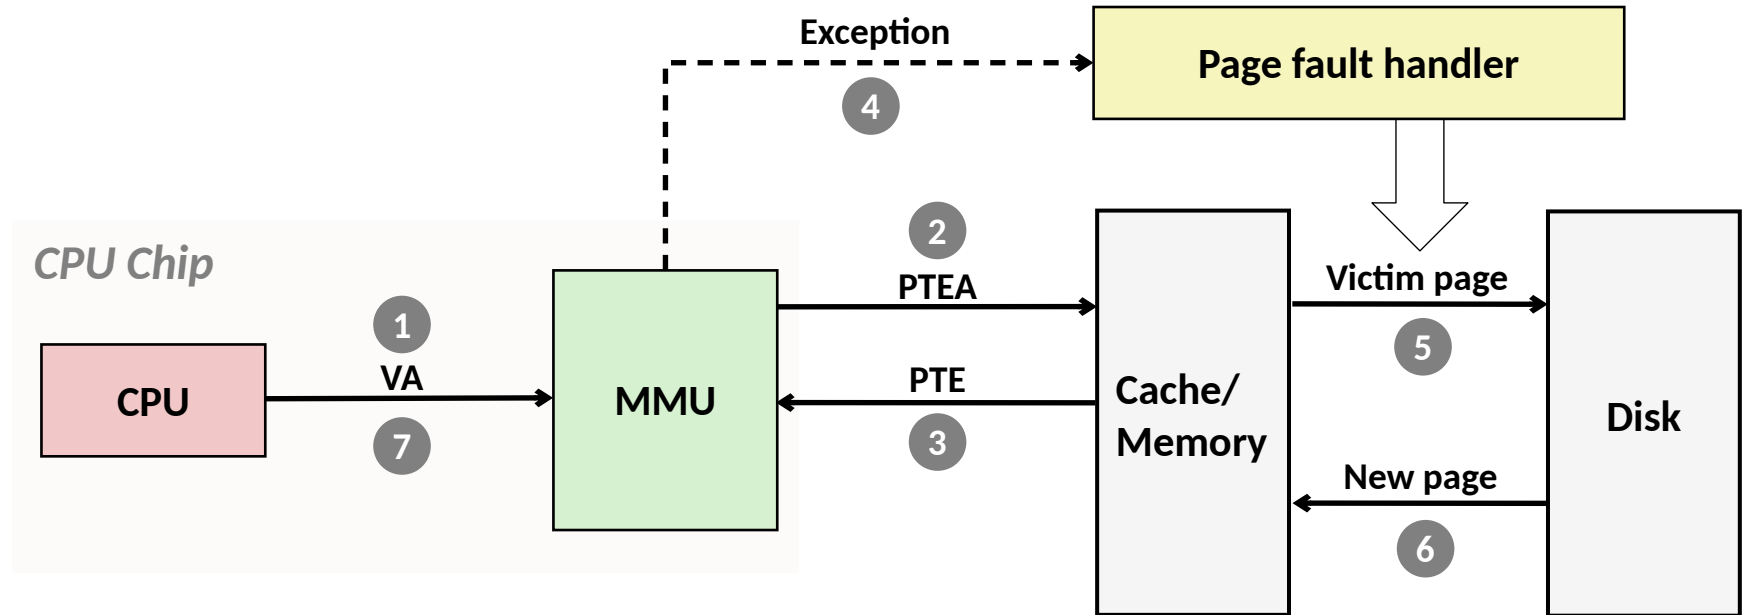 Exception
Page fault handler
4
2
CPU Chip
PTEA
Victim page
1
5
VA
PTE
CPU
MMU
Cache/
Memory
Disk
7
3
New page
6